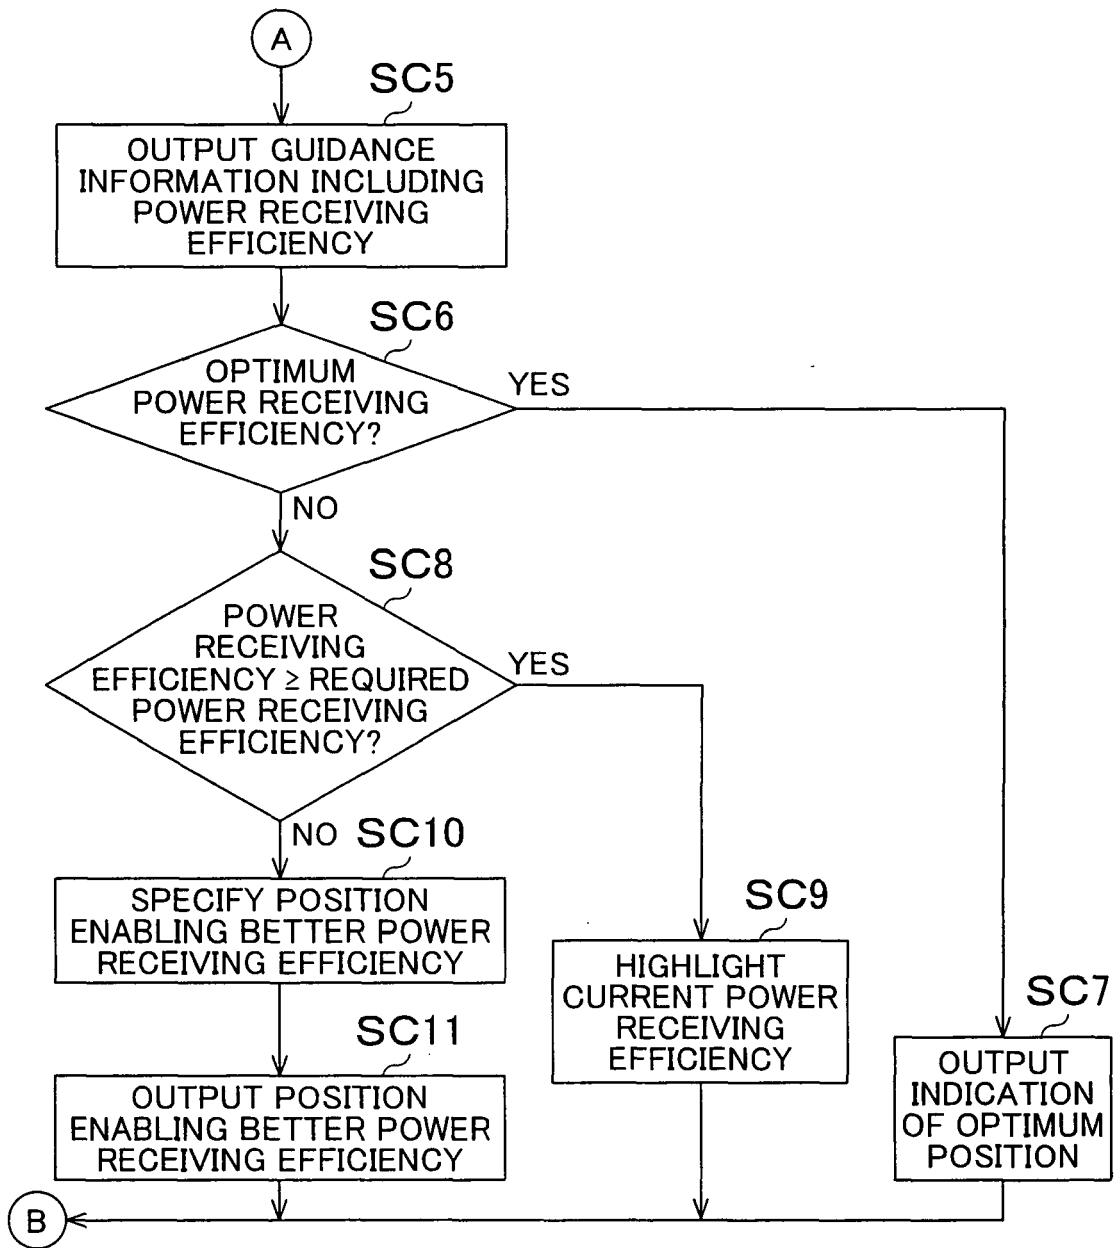 A
SC5
OUTPUT GUIDANCE
INFORMATION INCLUDING
POWER RECEIVING
EFFICIENCY
SC6
OPTIMUM
POWER RECEIVING
EFFICIENCY?
YES
NO
SC8
POWER
RECEIVING
EFFICIENCY ≥ REQUIRED
POWER RECEIVING
EFFICIENCY?
YES
NO
SC10
SPECIFY POSITION
ENABLING BETTER POWER
RECEIVING EFFICIENCY
SC11
OUTPUT POSITION
ENABLING BETTER POWER
RECEIVING EFFICIENCY
SC9
HIGHLIGHT
CURRENT POWER
RECEIVING
EFFICIENCY
SC7
OUTPUT
INDICATION
OF OPTIMUM
POSITION
B